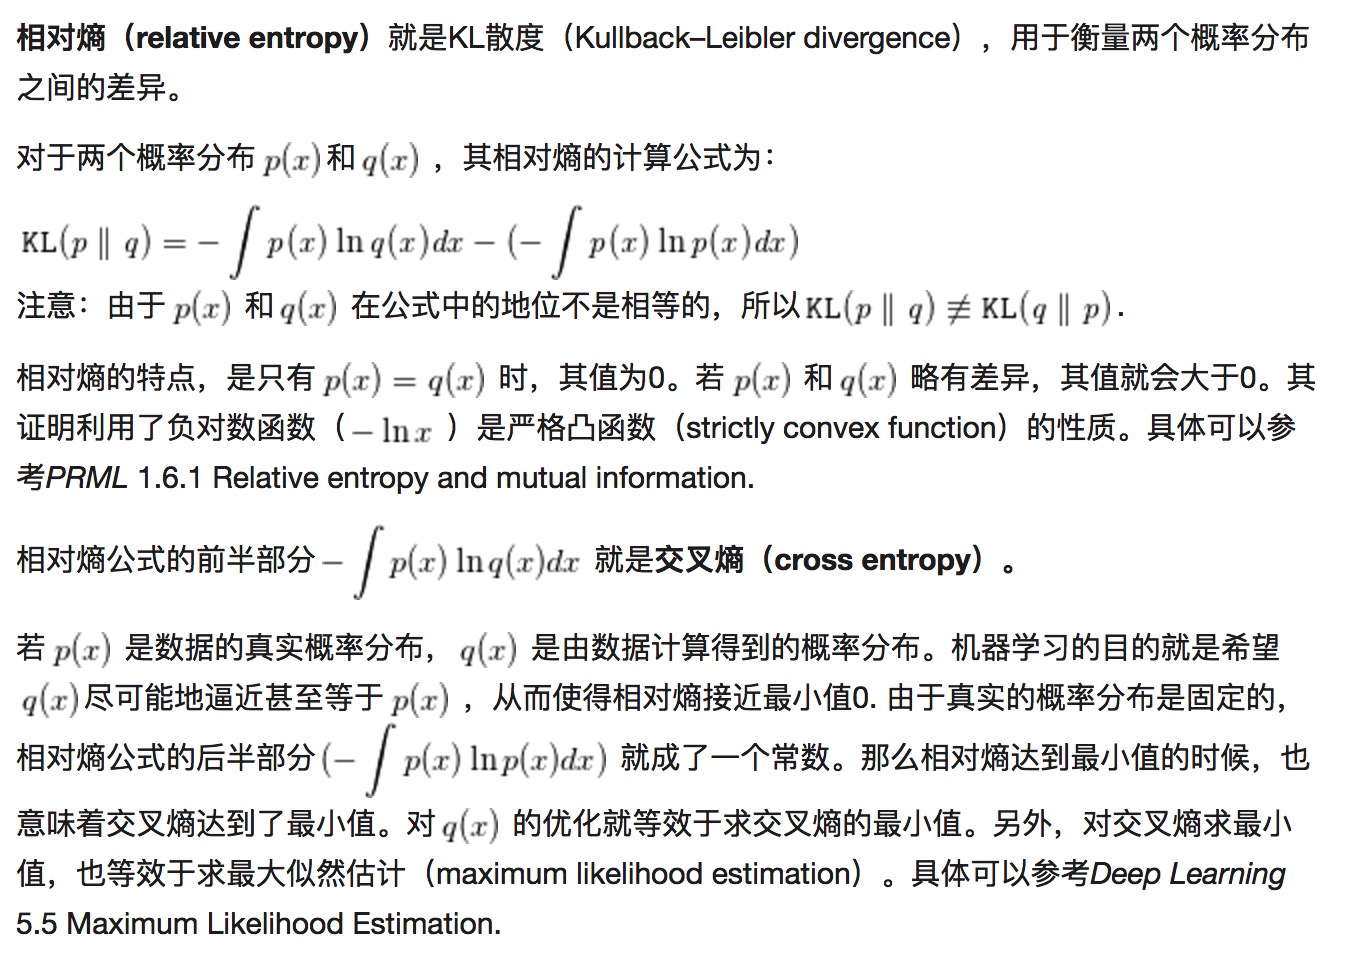 相对熵（relative entropy）就是KL散度（Kullback–Leibler divergence），用于衡量两个概率分布
之间的差异。
对于两个概率分布 p(x)和 q(x) ，其相对熵的计算公式为：
KL(p ∥ q) = − ∫ p(x) ln q(x)dx − (− ∫ p(x) ln p(x)dx)
注意：由于 p(x) 和 q(x) 在公式中的地位不是相等的，所以 KL(p ∥ q) ≢ KL(q ∥ p).
相对熵的特点，是只有 p(x) = q(x) 时，其值为0。若 p(x) 和 q(x) 略有差异，其值就会大于0。其
证明利用了负对数函数（− ln x ）是严格凸函数（strictly convex function）的性质。具体可以参
考PRML 1.6.1 Relative entropy and mutual information.
相对熵公式的前半部分 − ∫ p(x) ln q(x)dx 就是交叉熵（cross entropy）。
若 p(x) 是数据的真实概率分布， q(x) 是由数据计算得到的概率分布。机器学习的目的就是希望
q(x)尽可能地逼近甚至等于 p(x) ，从而使得相对熵接近最小值0. 由于真实的概率分布是固定的，
相对熵公式的后半部分 (− ∫ p(x) ln p(x)dx) 就成了一个常数。那么相对熵达到最小值的时候，也
意味着交叉熵达到了最小值。对 q(x) 的优化就等效于求交叉熵的最小值。另外，对交叉熵求最小
值，也等效于求最大似然估计（maximum likelihood estimation）。具体可以参考Deep Learning
5.5 Maximum Likelihood Estimation.